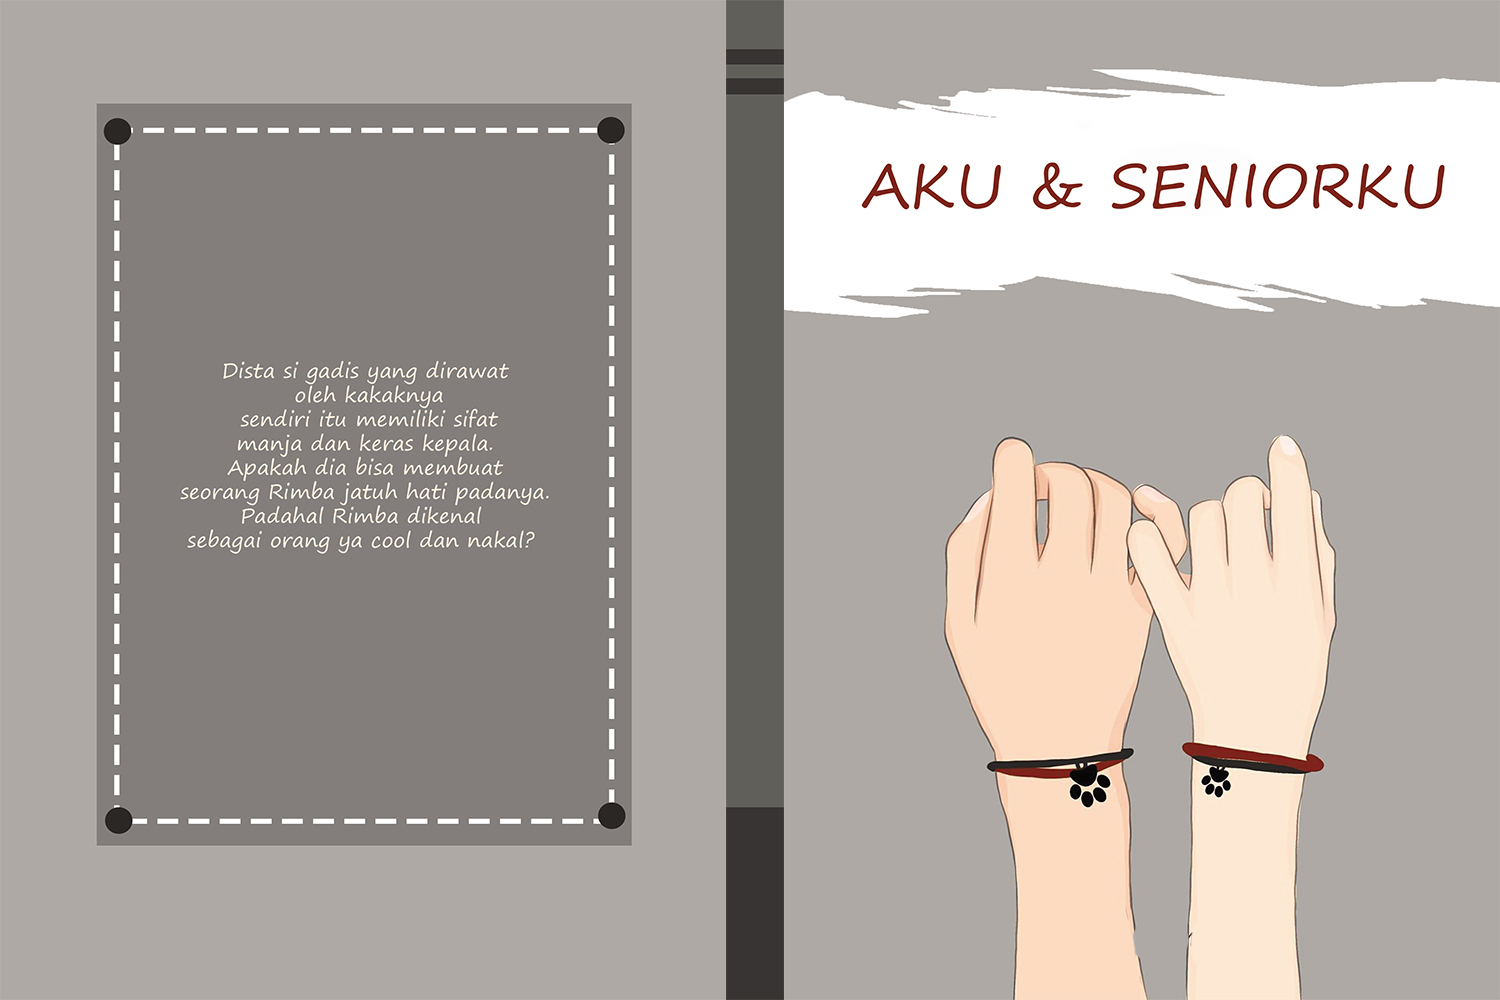 Dista si gadis yang dirawat
oleh kakaknya
sendiri itu memiliki sifat
manja dan keras kepala.
Apakah dia bisa membuat
seorang Rimba jatuh hati padanya.
Padahal Rimba dikenal
sebagai orang ya cool dan nakal?
AKU & SENIORKU